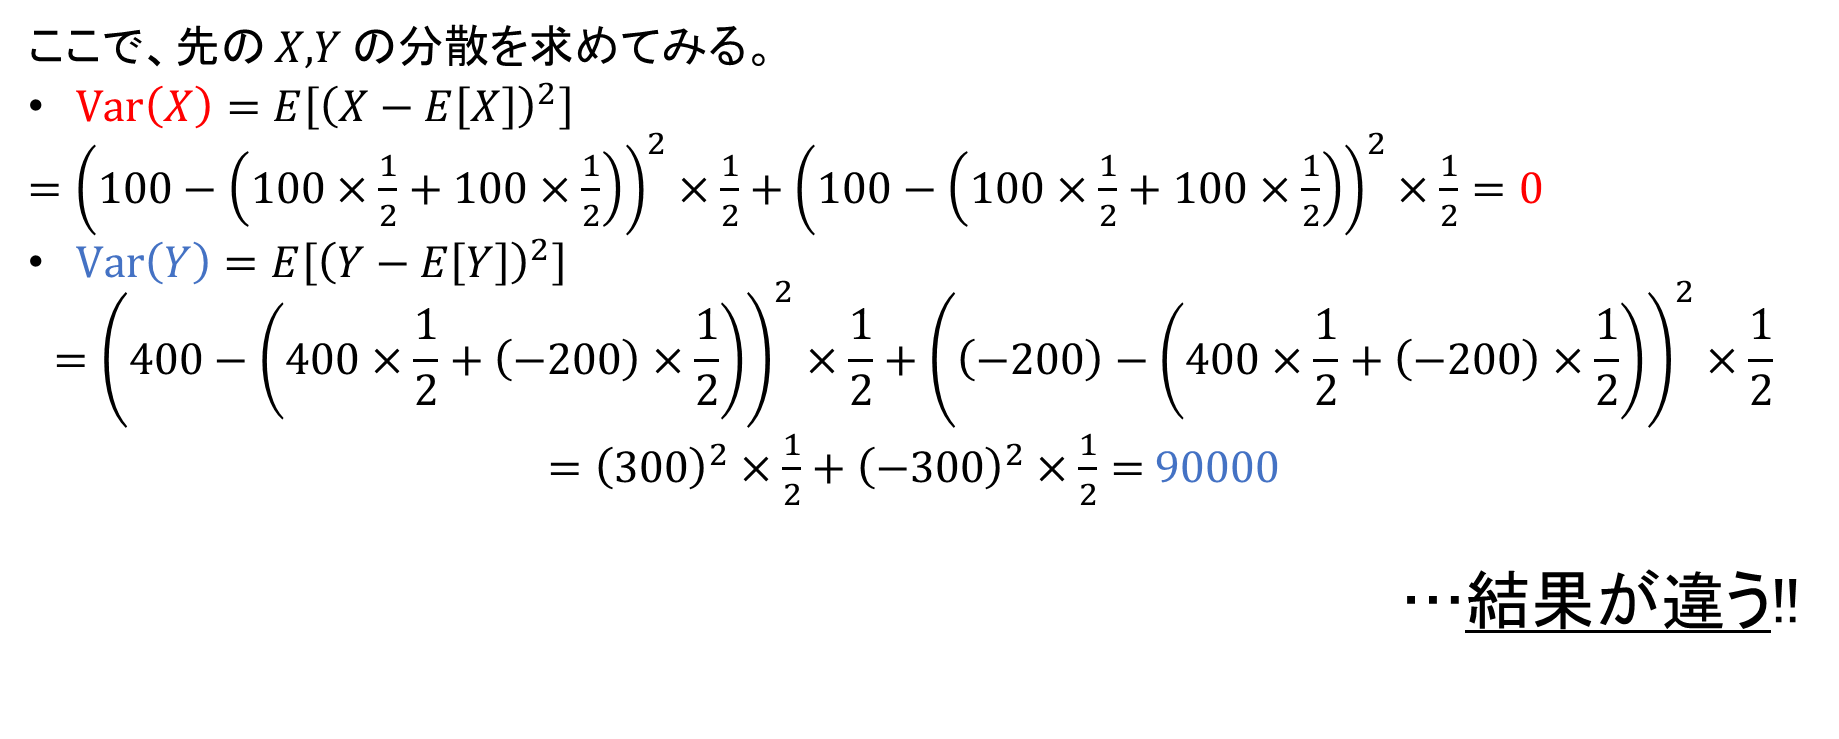 ここで、先の X,Y の分散を求めてみる。
• Var(X) = E[(X − E[X])²]
= (100 − (100 × 1/2 + 100 × 1/2))² × 1/2 + (100 − (100 × 1/2 + 100 × 1/2))² × 1/2 = 0
• Var(Y) = E[(Y − E[Y])²]
= (400 − (400 × 1/2 + (−200) × 1/2))² × 1/2 + ((−200) − (400 × 1/2 + (−200) × 1/2))² × 1/2
= (300)² × 1/2 + (−300)² × 1/2 = 90000
…結果が違う!!